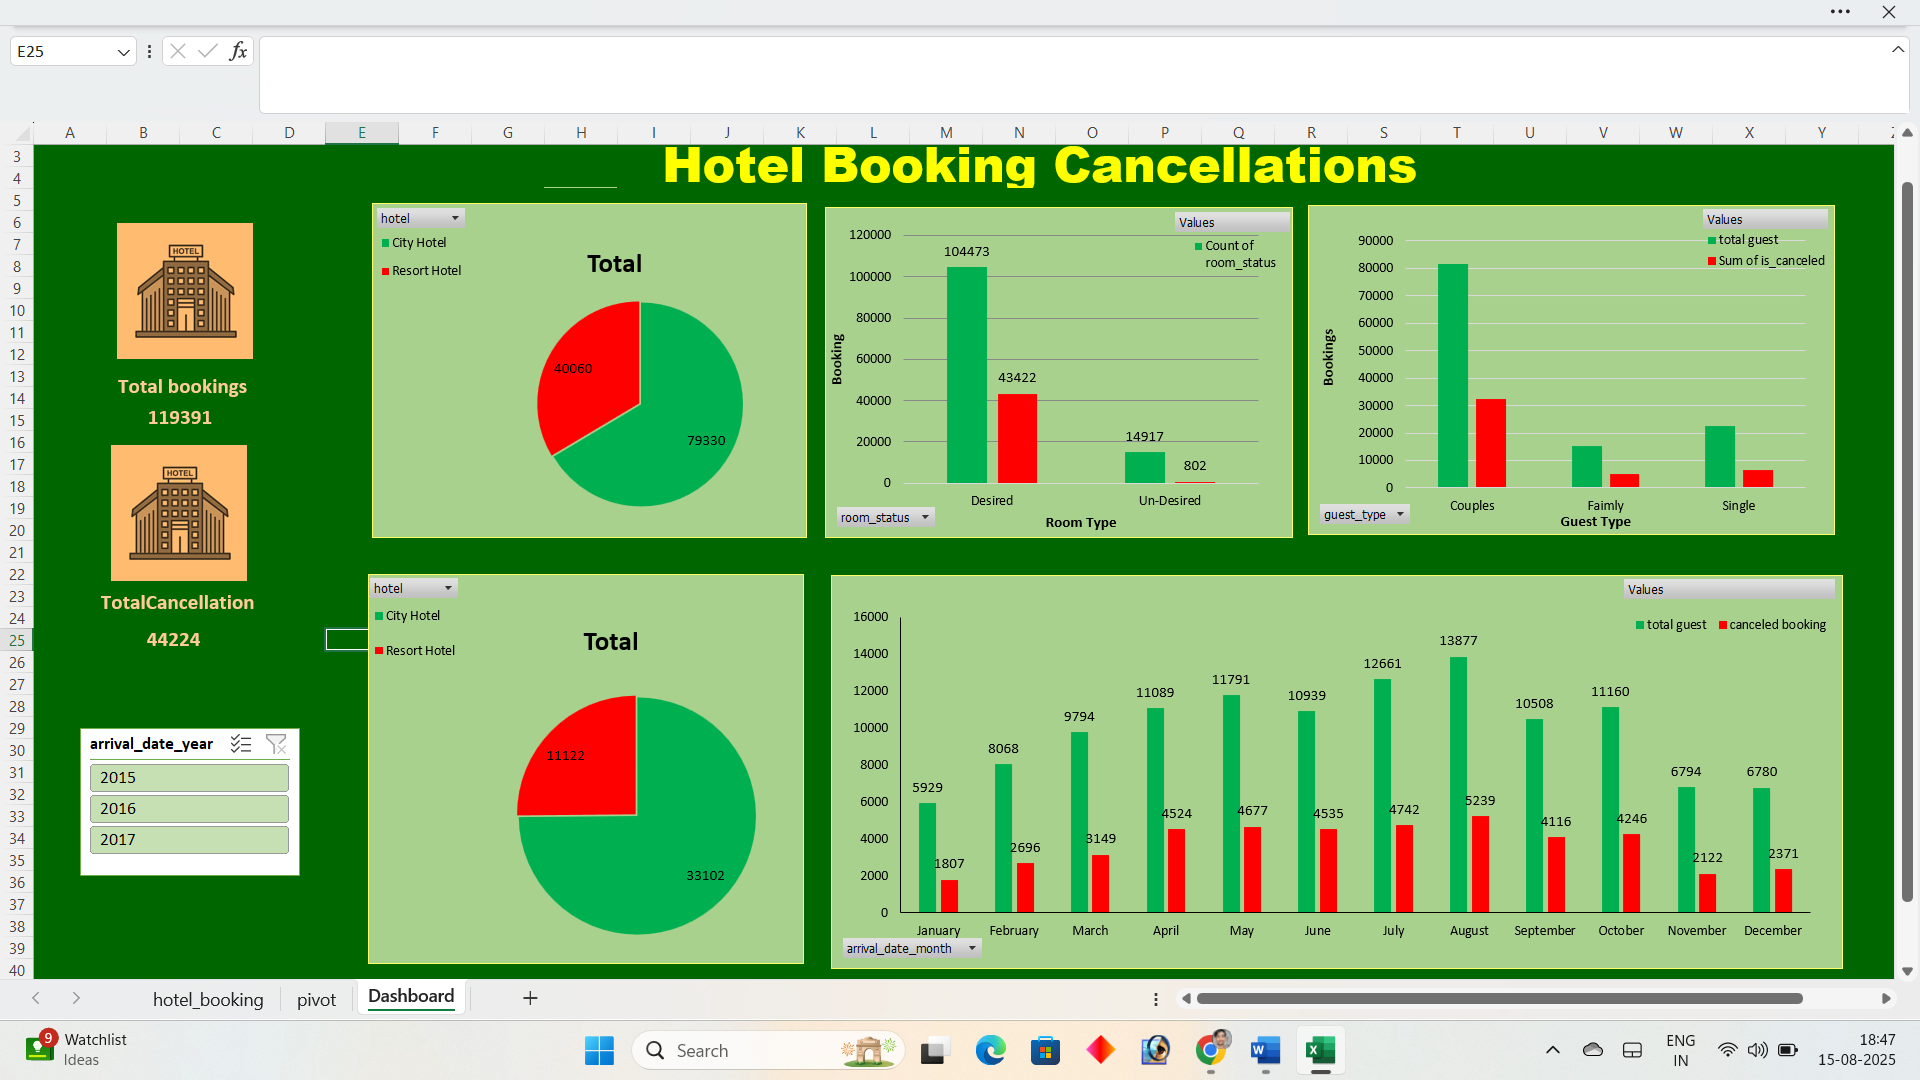 E25
fx
A B C D E F G H I J K L M N O P Q R S T U V W X Y
3
4
5
6
7
8
9
10
11
12
13
14
15
16
17
18
19
20
21
22
23
24
25
26
27
28
29
30
31
32
33
34
35
36
37
38
39
40
Hotel Booking Cancellations
HOTEL
Total bookings
119391
HOTEL
TotalCancellation
44224
arrival_date_year
2015
2016
2017
hotel
City Hotel
Resort Hotel
Total
40060
79330
Values
Count of
room_status
120000
100000
80000
60000
40000
20000
0
Booking
104473
43422
14917
802
Desired Un-Desired
room_status
Room Type
Values
total guest
Sum of is_canceled
90000
80000
70000
60000
50000
40000
30000
20000
10000
0
Bookings
Couples Faimly Single
guest_type
Guest Type
hotel
City Hotel
Resort Hotel
Total
11122
33102
Values
total guest canceled booking
16000
14000
12000
10000
8000
6000
4000
2000
0
5929 8068 9794 11089 11791 10939 12661 13877 10508 11160 6794 6780
1807 2696 3149 4524 4677 4535 4742 5239 4116 4246 2122 2371
January February March April May June July August September October November December
arrival_date_month
hotel_booking pivot Dashboard
9
Watchlist
Ideas
Search
W
X
ENG
IN
18:47
15-08-2025